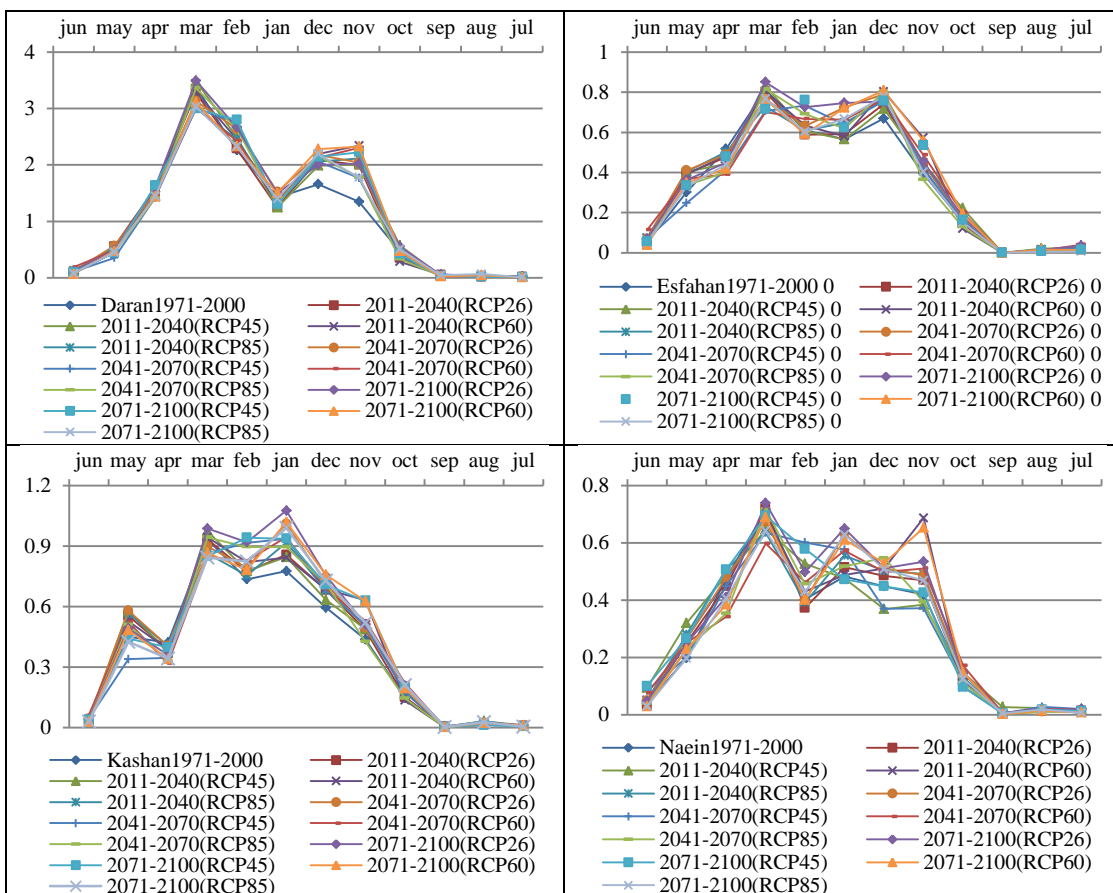 jun may apr mar feb jan dec nov oct sep aug jul
4
3
2
1
0
Daran1971-2000 2011-2040(RCP26)
2011-2040(RCP45) 2011-2040(RCP60)
2011-2040(RCP85) 2041-2070(RCP26)
2041-2070(RCP45) 2041-2070(RCP60)
2041-2070(RCP85) 2071-2100(RCP26)
2071-2100(RCP45) 2071-2100(RCP60)
2071-2100(RCP85)
jun may apr mar feb jan dec nov oct sep aug jul
1
0.8
0.6
0.4
0.2
0
Esfahan1971-2000 0 2011-2040(RCP26) 0
2011-2040(RCP45) 0 2011-2040(RCP60) 0
2011-2040(RCP85) 0 2041-2070(RCP26) 0
2041-2070(RCP45) 0 2041-2070(RCP60) 0
2041-2070(RCP85) 0 2071-2100(RCP26) 0
2071-2100(RCP45) 0 2071-2100(RCP60) 0
2071-2100(RCP85) 0
jun may apr mar feb jan dec nov oct sep aug jul
1.2
0.9
0.6
0.3
0
Kashan1971-2000 2011-2040(RCP26)
2011-2040(RCP45) 2011-2040(RCP60)
2011-2040(RCP85) 2041-2070(RCP26)
2041-2070(RCP45) 2041-2070(RCP60)
2041-2070(RCP85) 2071-2100(RCP26)
2071-2100(RCP45) 2071-2100(RCP60)
2071-2100(RCP85)
jun may apr mar feb jan dec nov oct sep aug jul
0.8
0.6
0.4
0.2
0
Naein1971-2000 2011-2040(RCP26)
2011-2040(RCP45) 2011-2040(RCP60)
2011-2040(RCP85) 2041-2070(RCP26)
2041-2070(RCP45) 2041-2070(RCP60)
2041-2070(RCP85) 2071-2100(RCP26)
2071-2100(RCP45) 2071-2100(RCP60)
2071-2100(RCP85)